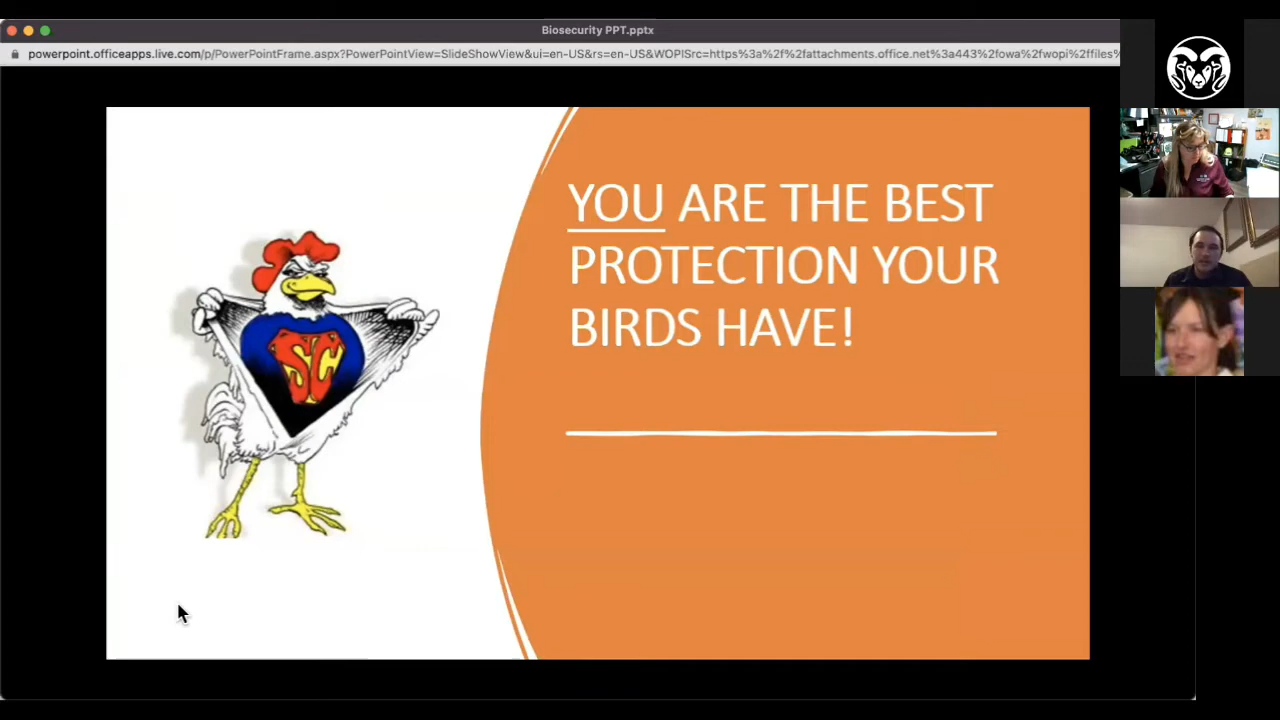 Biosecurity PPT.pptx
powerpoint.officeapps.live.com/p/PowerPointFrame.aspx?PowerPointView=SlideShowView&ui=en-US&rs=en-US&WOPISrc=https%3a%2f%2fattachments.office.net%3a443%2fowa%2fwopi%2ffiles%
YOU ARE THE BEST
PROTECTION YOUR
BIRDS HAVE!
SC